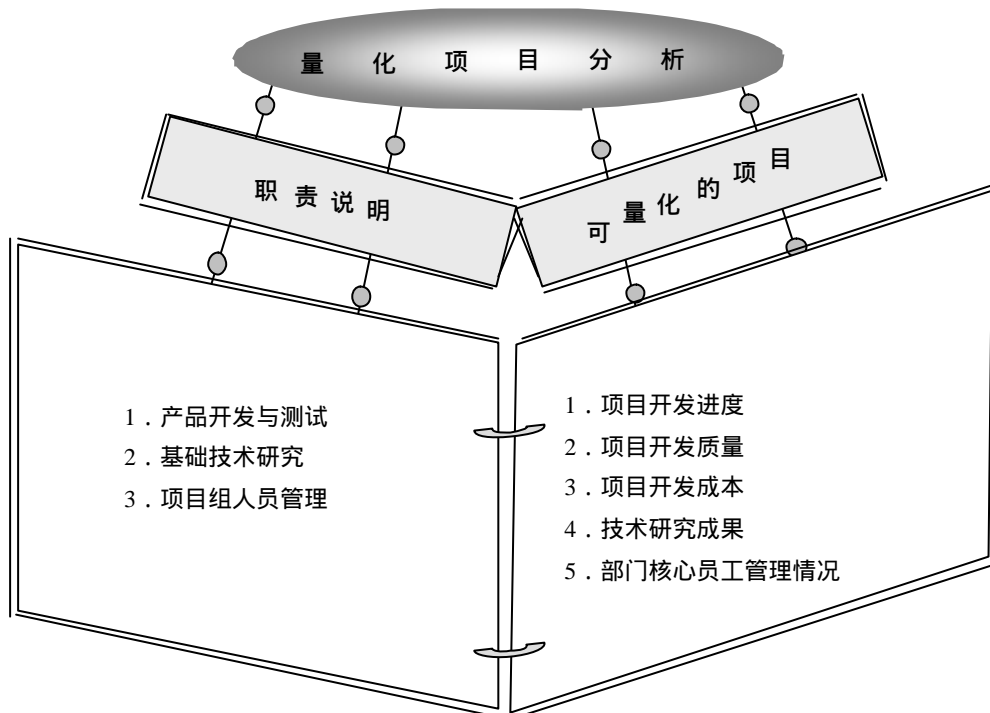 量化项目分析
职责说明
可量化的项目
1．产品开发与测试
2．基础技术研究
3．项目组人员管理
1．项目开发进度
2．项目开发质量
3．项目开发成本
4．技术研究成果
5．部门核心员工管理情况